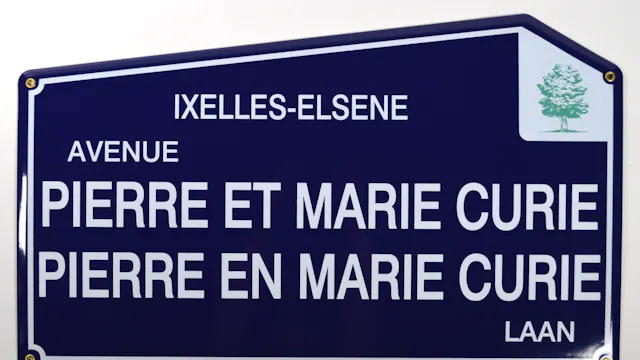 IXELLES-ELSENE
AVENUE
PIERRE ET MARIE CURIE
PIERRE EN MARIE CURIE
LAAN